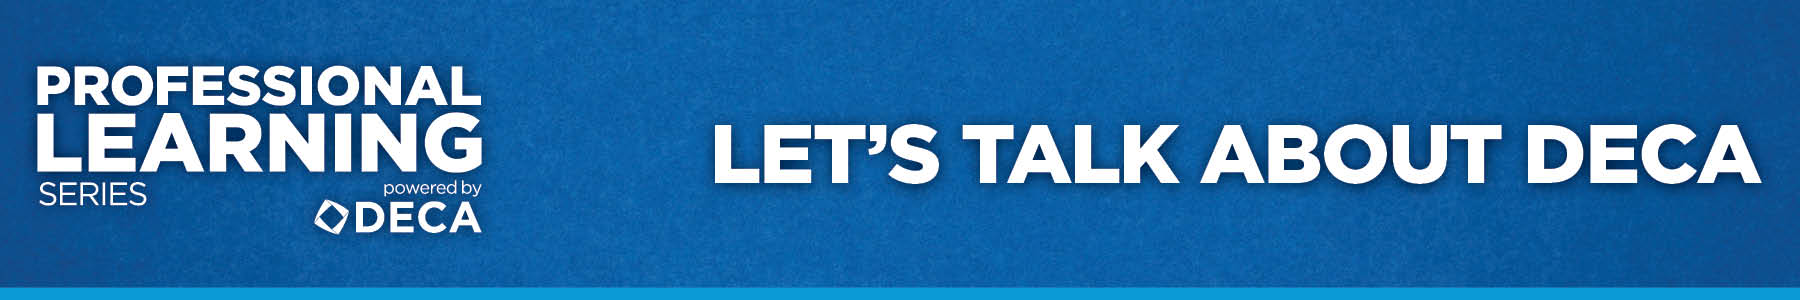 PROFESSIONAL
LEARNING
SERIES
powered by
DECA
LET'S TALK ABOUT DECA